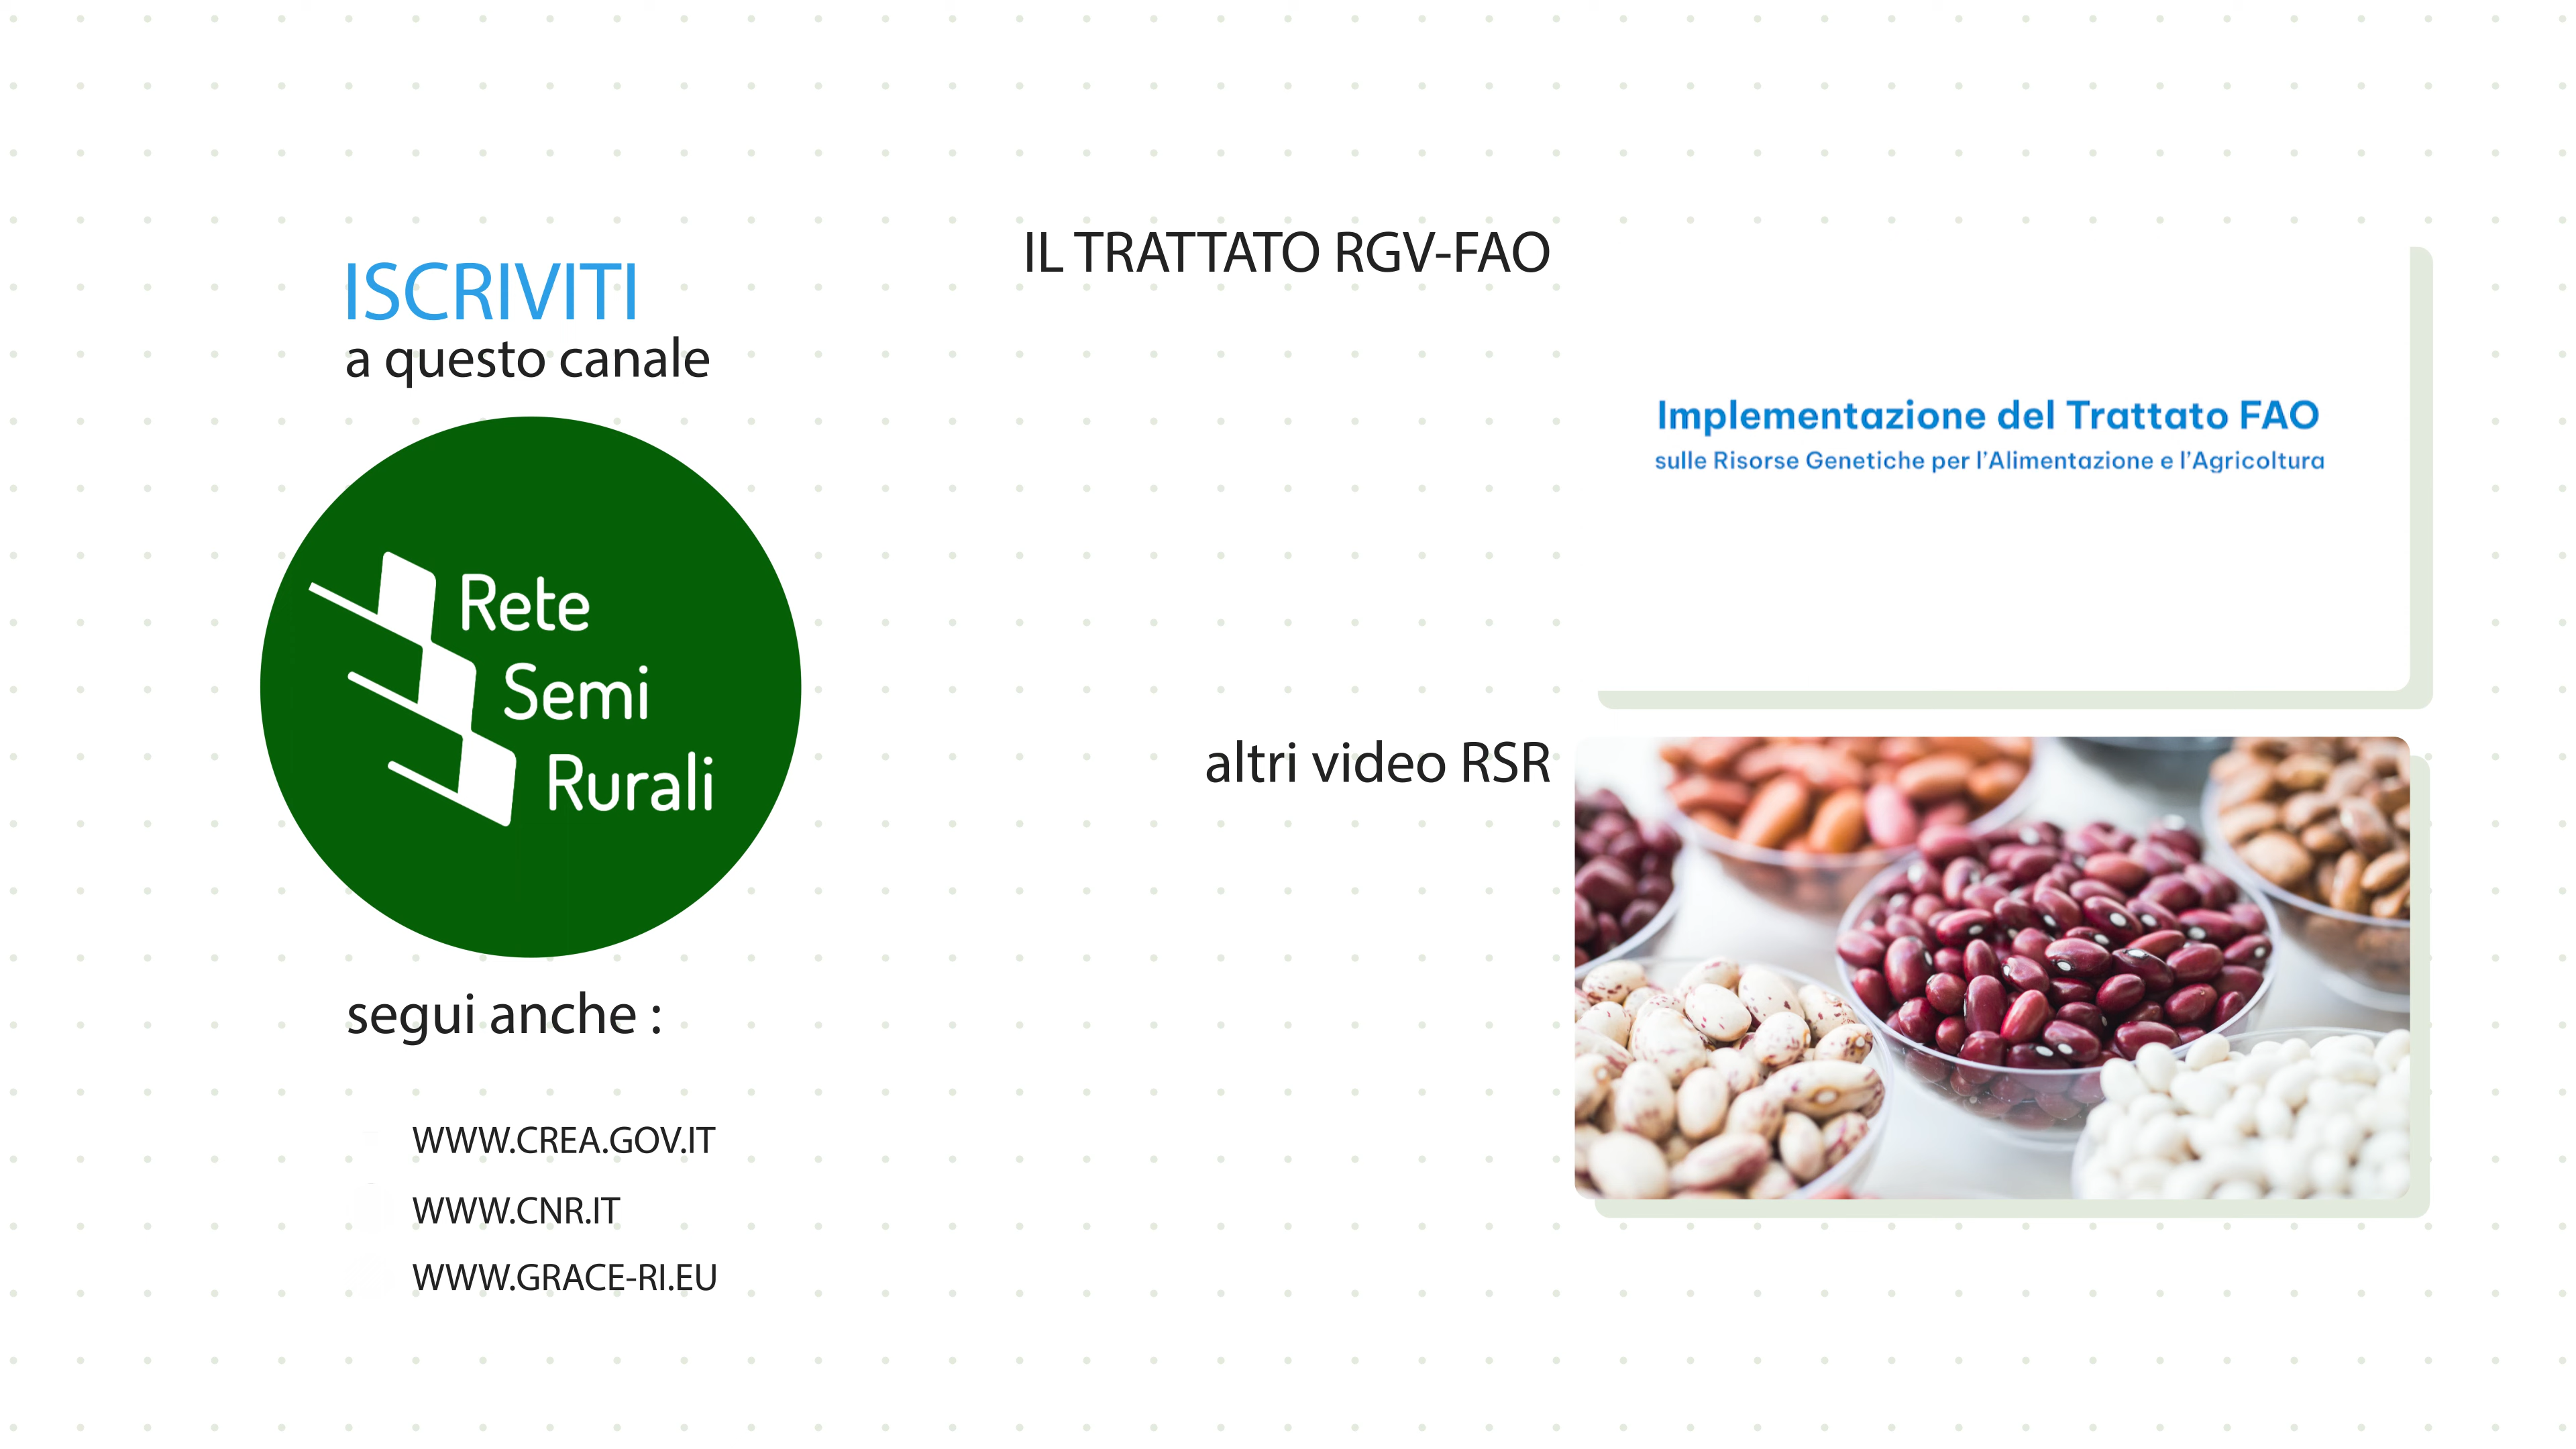 ISCRIVITI
a questo canale
Rete
Semi
Rurali
segui anche :
WWW.CREA.GOV.IT
WWW.CNR.IT
WWW.GRACE-RI.EU
IL TRATTATO RGV-FAO
Implementazione del Trattato FAO
sulle Risorse Genetiche per l'Alimentazione e l'Agricoltura
altri video RSR